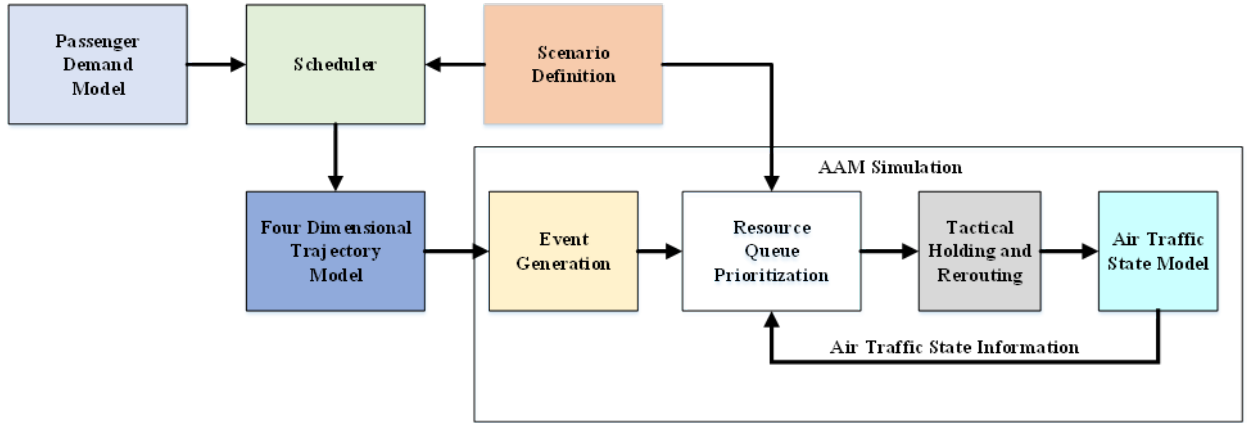 Passenger
Demand
Model
Scheduler
Scenario
Definition
AAM Simulation
Four Dimensional
Trajectory
Model
Event
Generation
Resource
Queue
Prioritization
Tactical
Holding and
Rerouting
Air Traffic
State Model
Air Traffic State Information